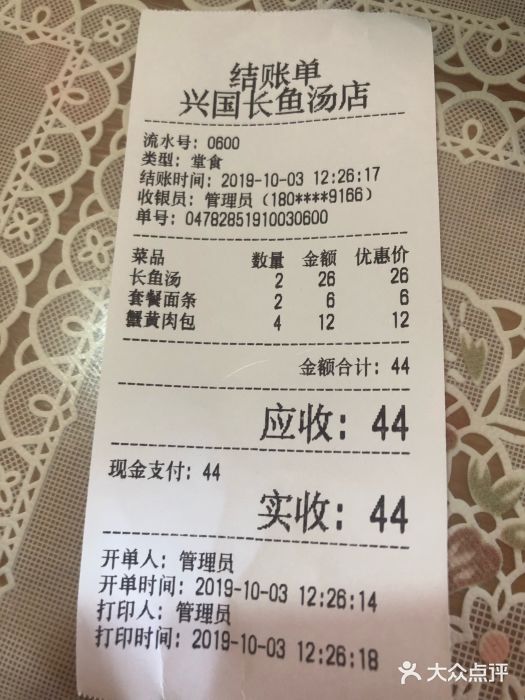 结账单
兴国长鱼汤店
流水号: 0600
类型: 堂食
结账时间: 2019-10-03 12:26:17
收银员: 管理员(180****9166)
单号: 04782851910030600
菜品 数量 金额 优惠价
长鱼汤 2 26 26
套餐面条 2 6 6
蟹黄肉包 4 12 12
金额合计: 44
应收: 44
现金支付: 44
实收: 44
开单人: 管理员
开单时间: 2019-10-03 12:26:14
打印人: 管理员
打印时间: 2019-10-03 12:26:18
大众点评